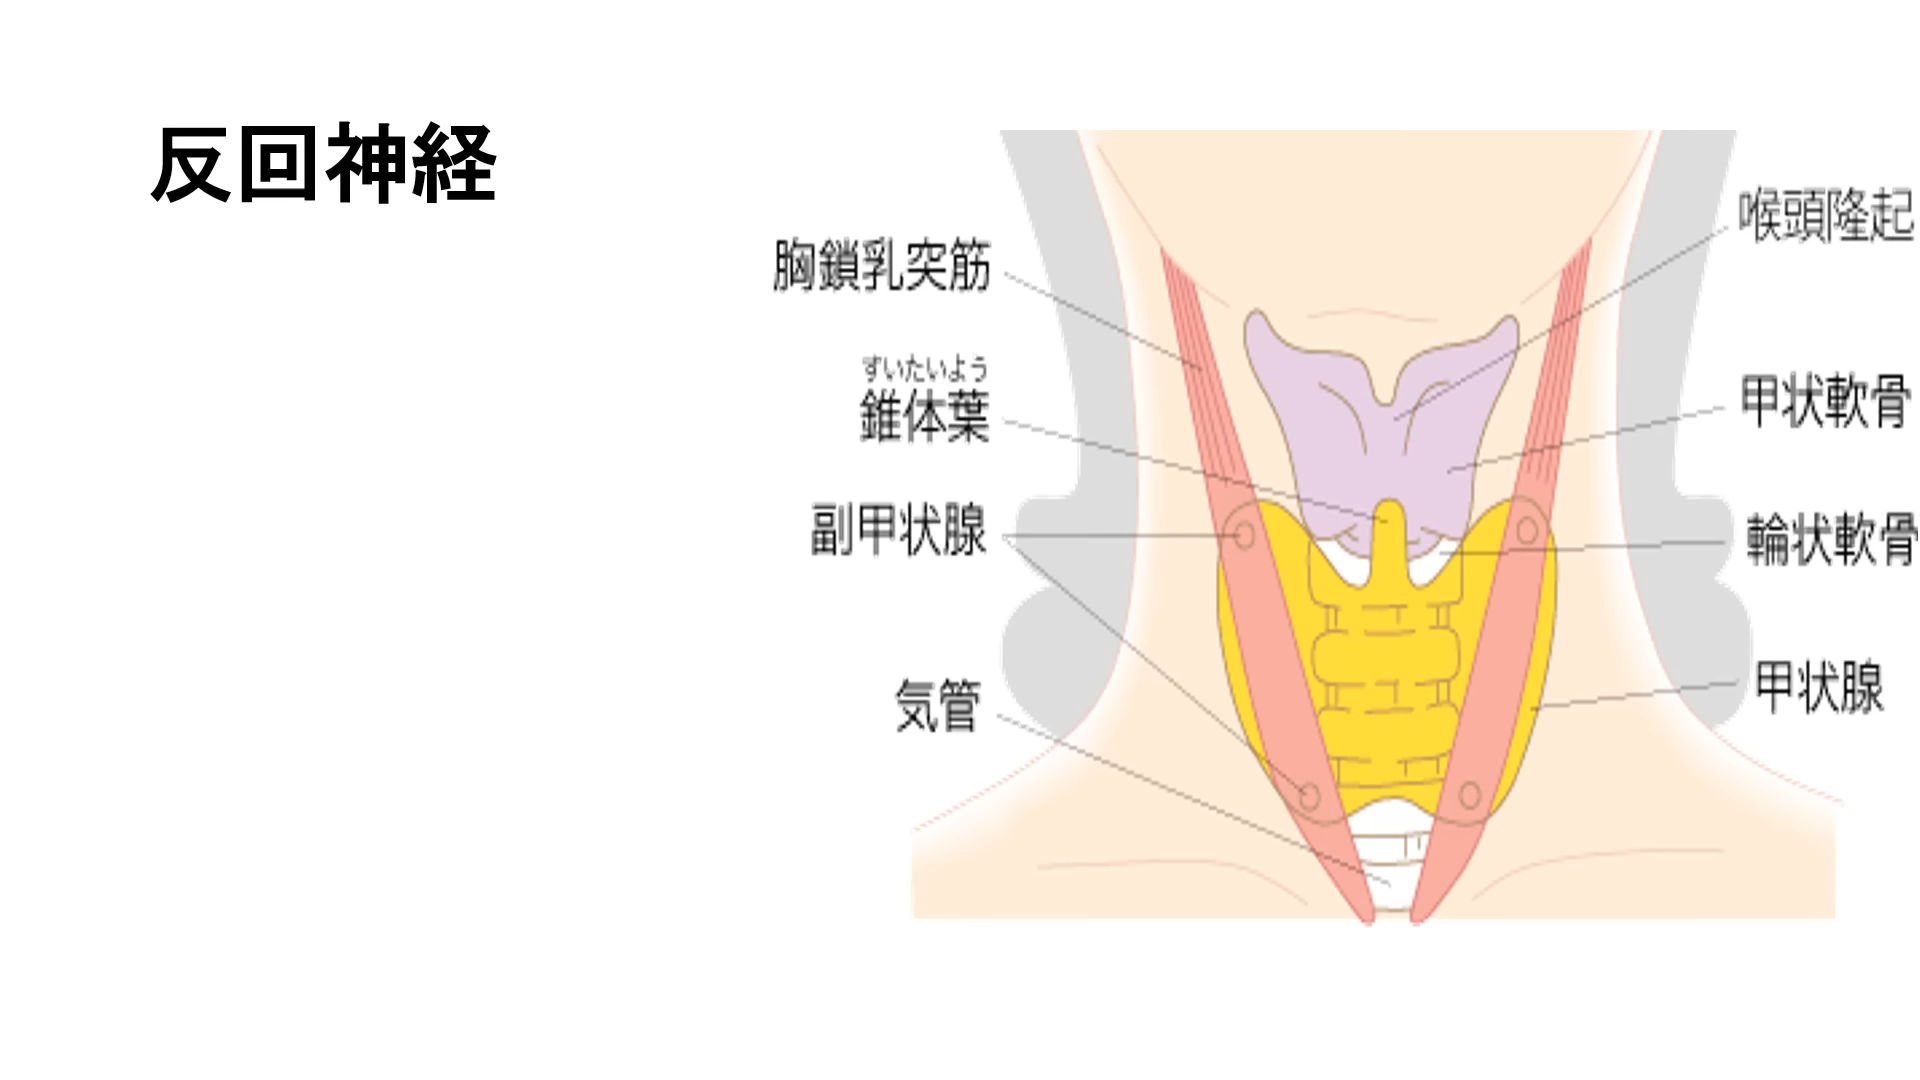 反回神経
胸鎖乳突筋
すいたいよう
錐体葉
副甲状腺
気管
喉頭隆起
甲状軟骨
輪状軟骨
甲状腺